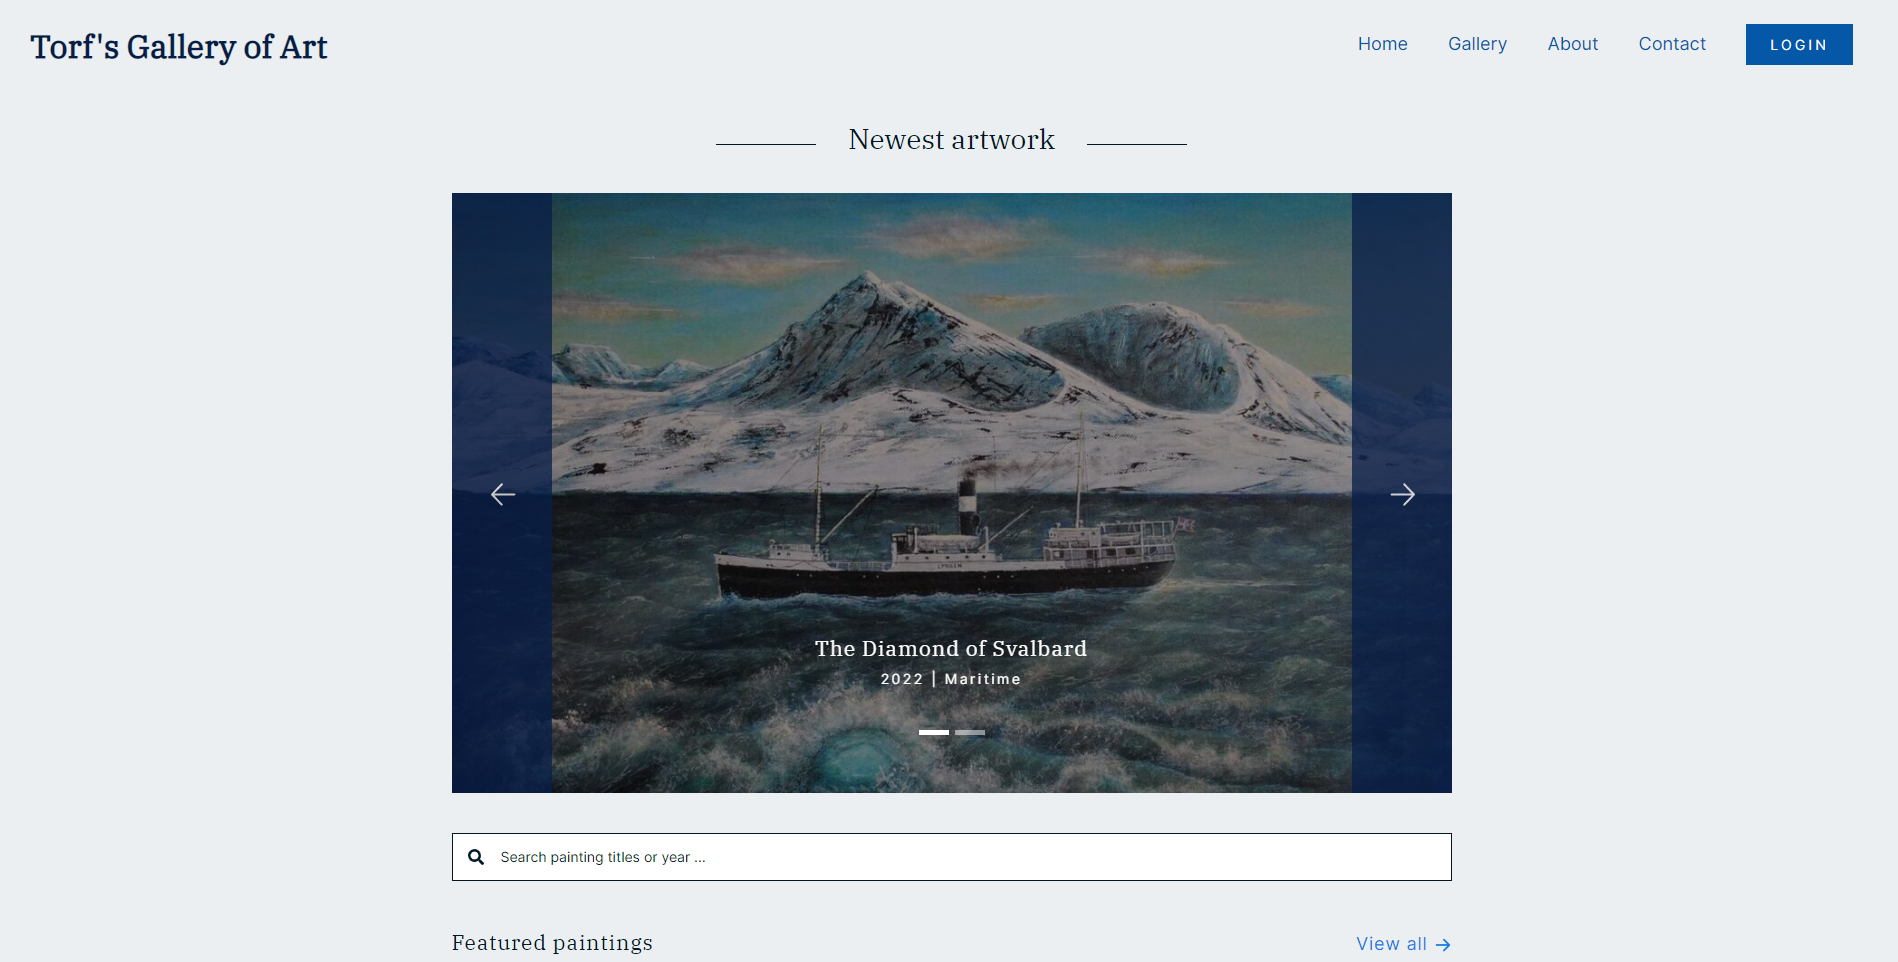 Torf's Gallery of Art
Home Gallery About Contact LOGIN
Newest artwork
The Diamond of Svalbard
2022 | Maritime
Search painting titles or year ...
Featured paintings
View all